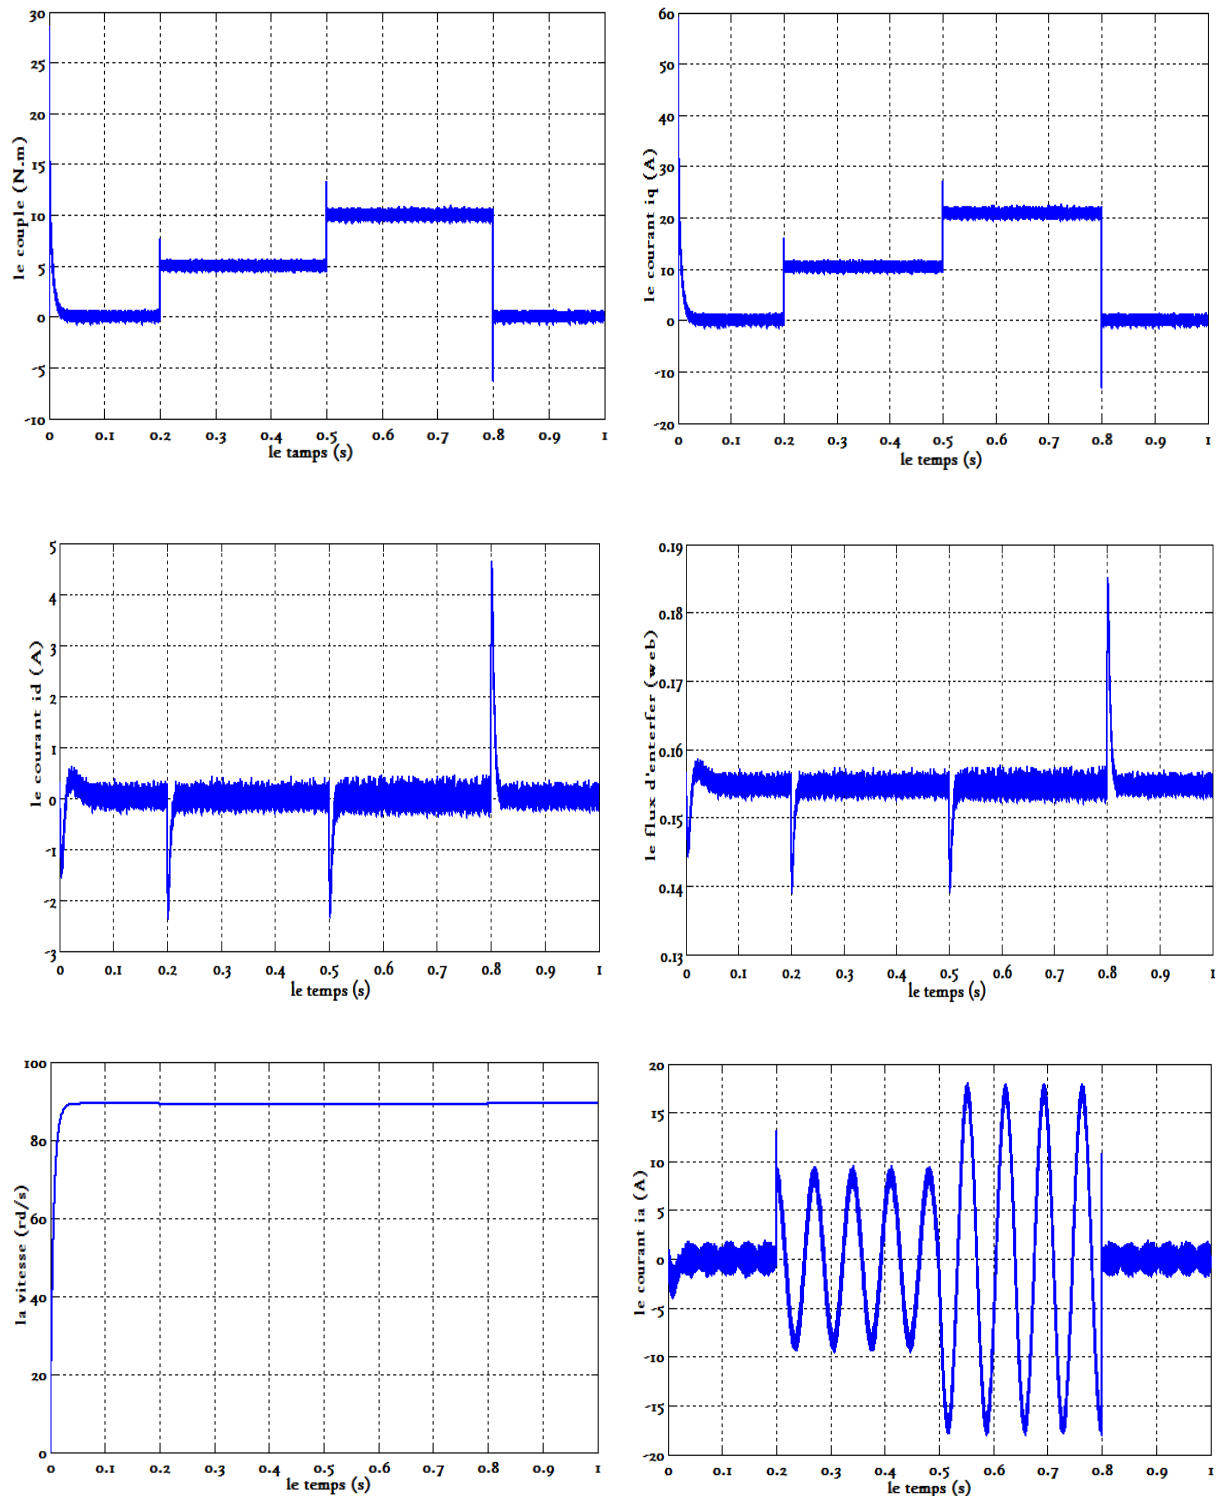 30
25
20
15
10
5
0
-5
-10
le couple (N.m)
0 0.1 0.2 0.3 0.4 0.5 0.6 0.7 0.8 0.9 1
le tamps (s)
60
50
40
30
20
10
0
-10
-20
le courant iq (A)
0 0.1 0.2 0.3 0.4 0.5 0.6 0.7 0.8 0.9 1
le temps (s)
5
4
3
2
1
0
-1
-2
-3
le courant id (A)
0 0.1 0.2 0.3 0.4 0.5 0.6 0.7 0.8 0.9 1
le temps (s)
0.19
0.18
0.17
0.16
0.15
0.14
0.13
le flux d'enterfer (web)
0 0.1 0.2 0.3 0.4 0.5 0.6 0.7 0.8 0.9 1
le temps (s)
100
80
60
40
20
0
la vitesse (rd/s)
0 0.1 0.2 0.3 0.4 0.5 0.6 0.7 0.8 0.9 1
le temps (s)
20
15
10
5
0
-5
-10
-15
-20
le courant ia (A)
0 0.1 0.2 0.3 0.4 0.5 0.6 0.7 0.8 0.9 1
le temps (s)